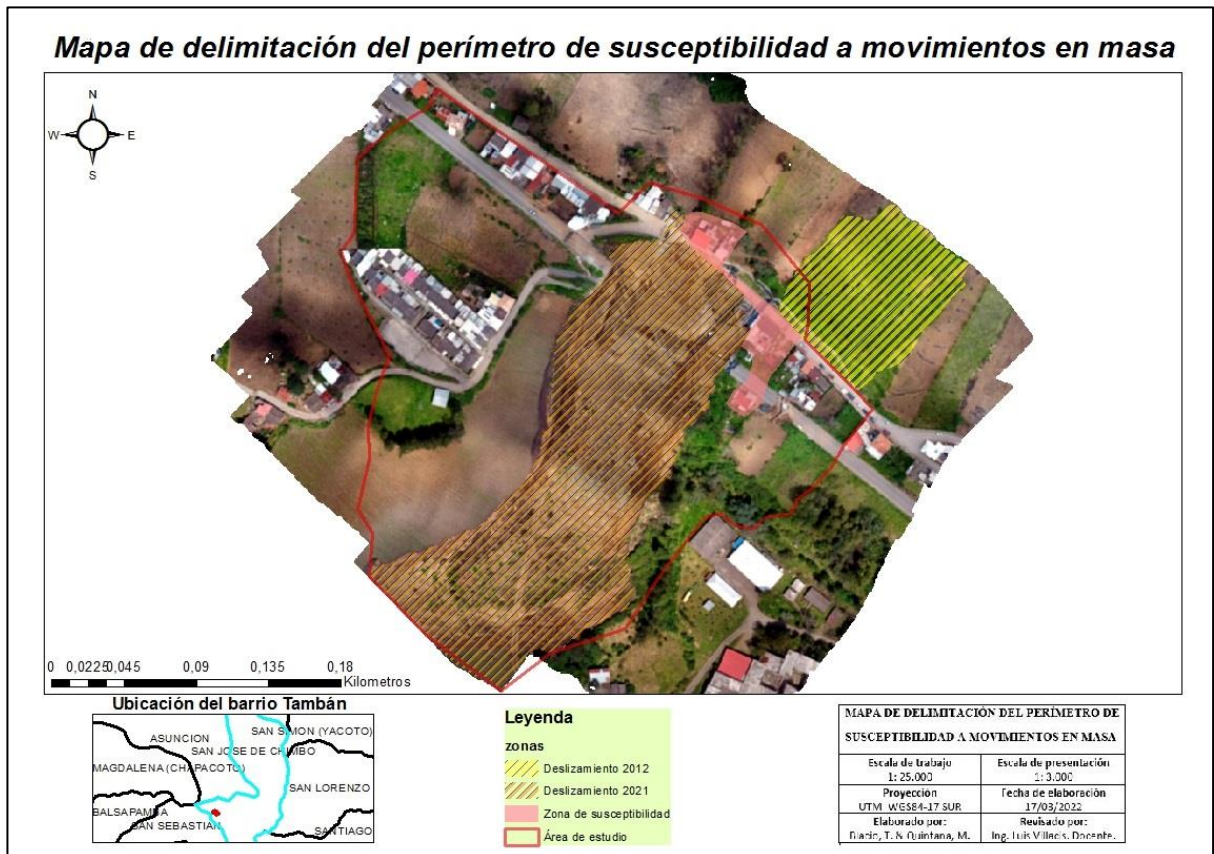 Mapa de delimitación del perímetro de susceptibilidad a movimientos en masa
N
W E
S
0 0,0225 0,045 0,09 0,135 0,18
Kilometros
Ubicación del barrio Tambán
ASUNCION
SAN SIMON (YACOTO)
SAN JOSE DE CHIMBO
MAGDALENA (CHAPACOTO)
SAN LORENZO
BALSAPAMBA
SAN SEBASTIAN
SANTIAGO
Leyenda
zonas
Deslizamiento 2012
Deslizamiento 2021
Zona de susceptibilidad
Área de estudio
MAPA DE DELIMITACIÓN DEL PERÍMETRO DE
SUSCEPTIBILIDAD A MOVIMIENTOS EN MASA
Escala de trabajo
1: 25.000
Escala de presentación
1: 3.000
Proyección
UTM WGS84-17 SUR
Fecha de elaboración
17/03/2022
Elaborado por:
T. & Quintana, M.
Revisado por:
Ing. Luis Villacis. Docente.